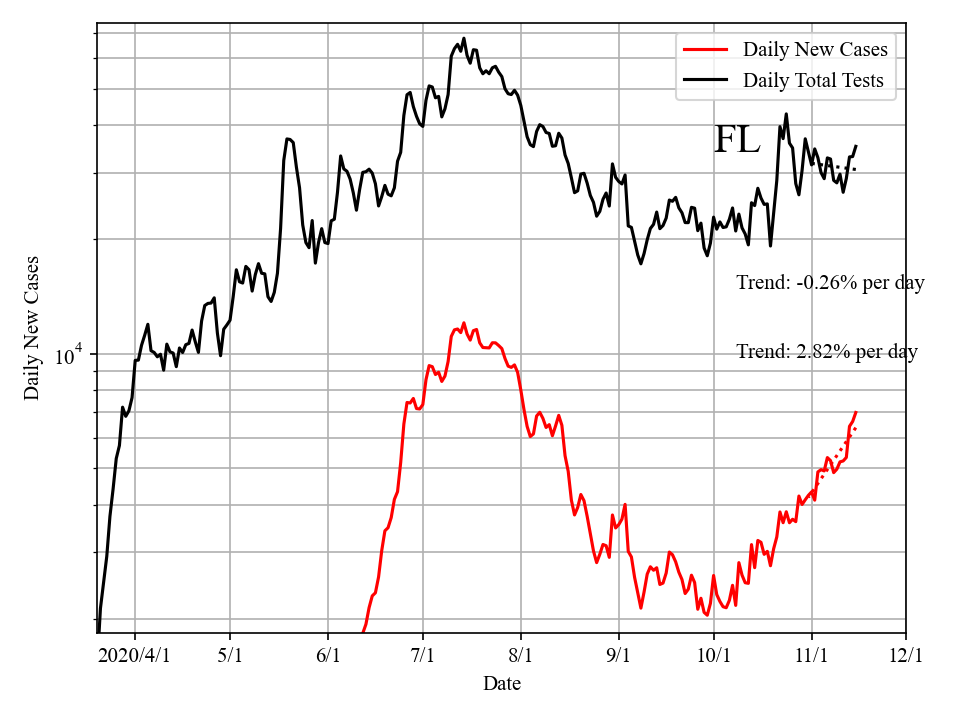 Daily New Cases
Daily Total Tests
FL
Trend: -0.26% per day
Trend: 2.82% per day
Daily New Cases
10^4
2020/4/1 5/1 6/1 7/1 8/1 9/1 10/1 11/1 12/1
Date